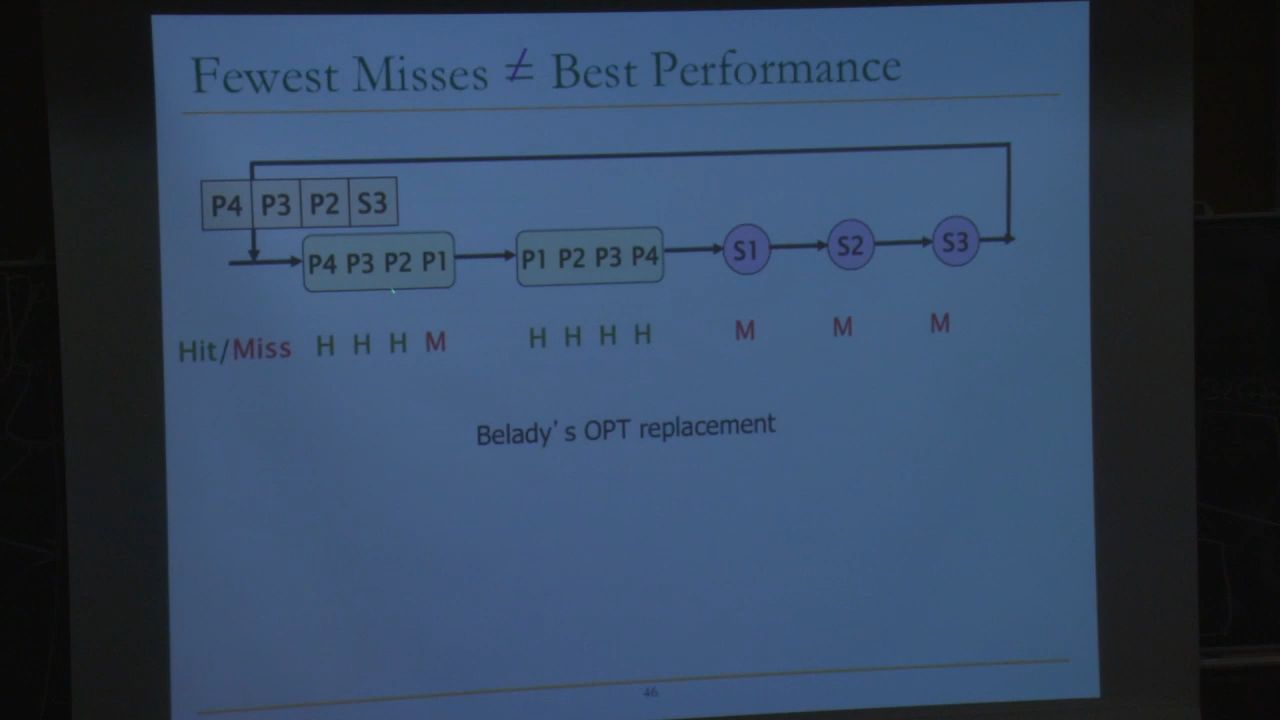 Fewest Misses ≠ Best Performance
P4 P3 P2 S3
P4 P3 P2 P1 P1 P2 P3 P4 S1 S2 S3
Hit/Miss H H H M H H H H M M M
Belady's OPT replacement
46